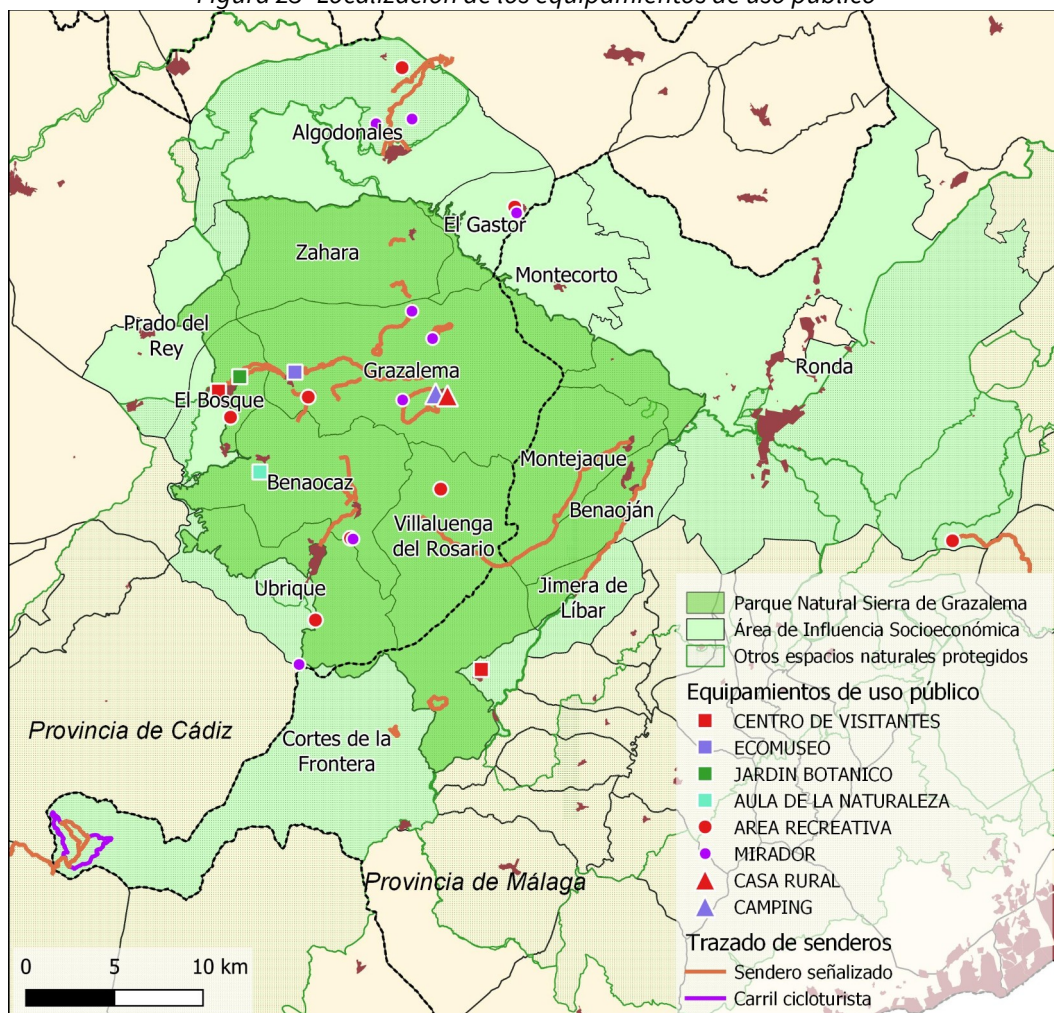 Figura 28- Localización de los equipamientos de uso público
Algodonales
El Gastor
Zahara
Montecorto
Prado del
Rey
Ronda
Grazalema
El Bosque
Montejaque
Benaocaz
Benaoján
Villaluenga
del Rosario
Ubrique
Jimera de
Líbar
Cortes de la
Frontera
Provincia de Cádiz
Provincia de Málaga
Parque Natural Sierra de Grazalema
Área de Influencia Socioeconómica
Otros espacios naturales protegidos
Equipamientos de uso público
CENTRO DE VISITANTES
ECOMUSEO
JARDIN BOTANICO
AULA DE LA NATURALEZA
AREA RECREATIVA
MIRADOR
CASA RURAL
CAMPING
Trazado de senderos
Sendero señalizado
Carril cicloturista
0 5 10 km